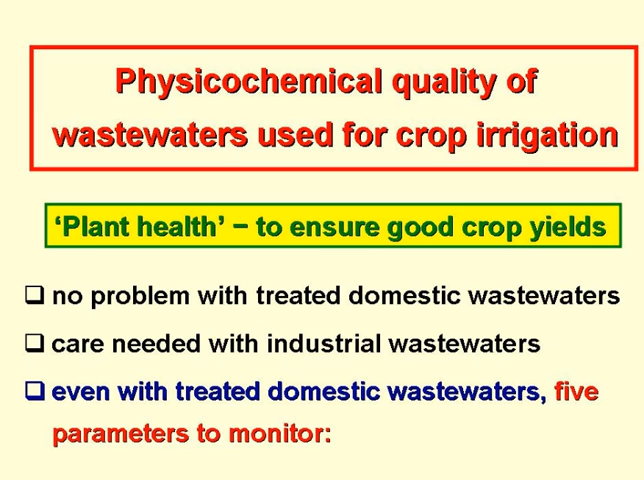 Physicochemical quality of
wastewaters used for crop irrigation
‘Plant health’ – to ensure good crop yields
❑ no problem with treated domestic wastewaters
❑ care needed with industrial wastewaters
❑ even with treated domestic wastewaters, five
parameters to monitor: